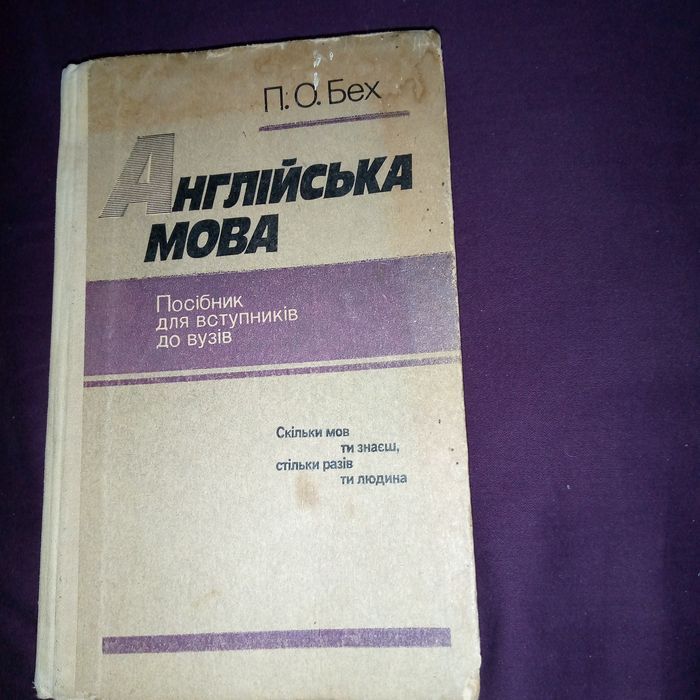 П.О.Бех
Англійська
мова
Посібник
для вступників
до вузів
Скільки мов
ти знаєш,
стільки разів
ти людина